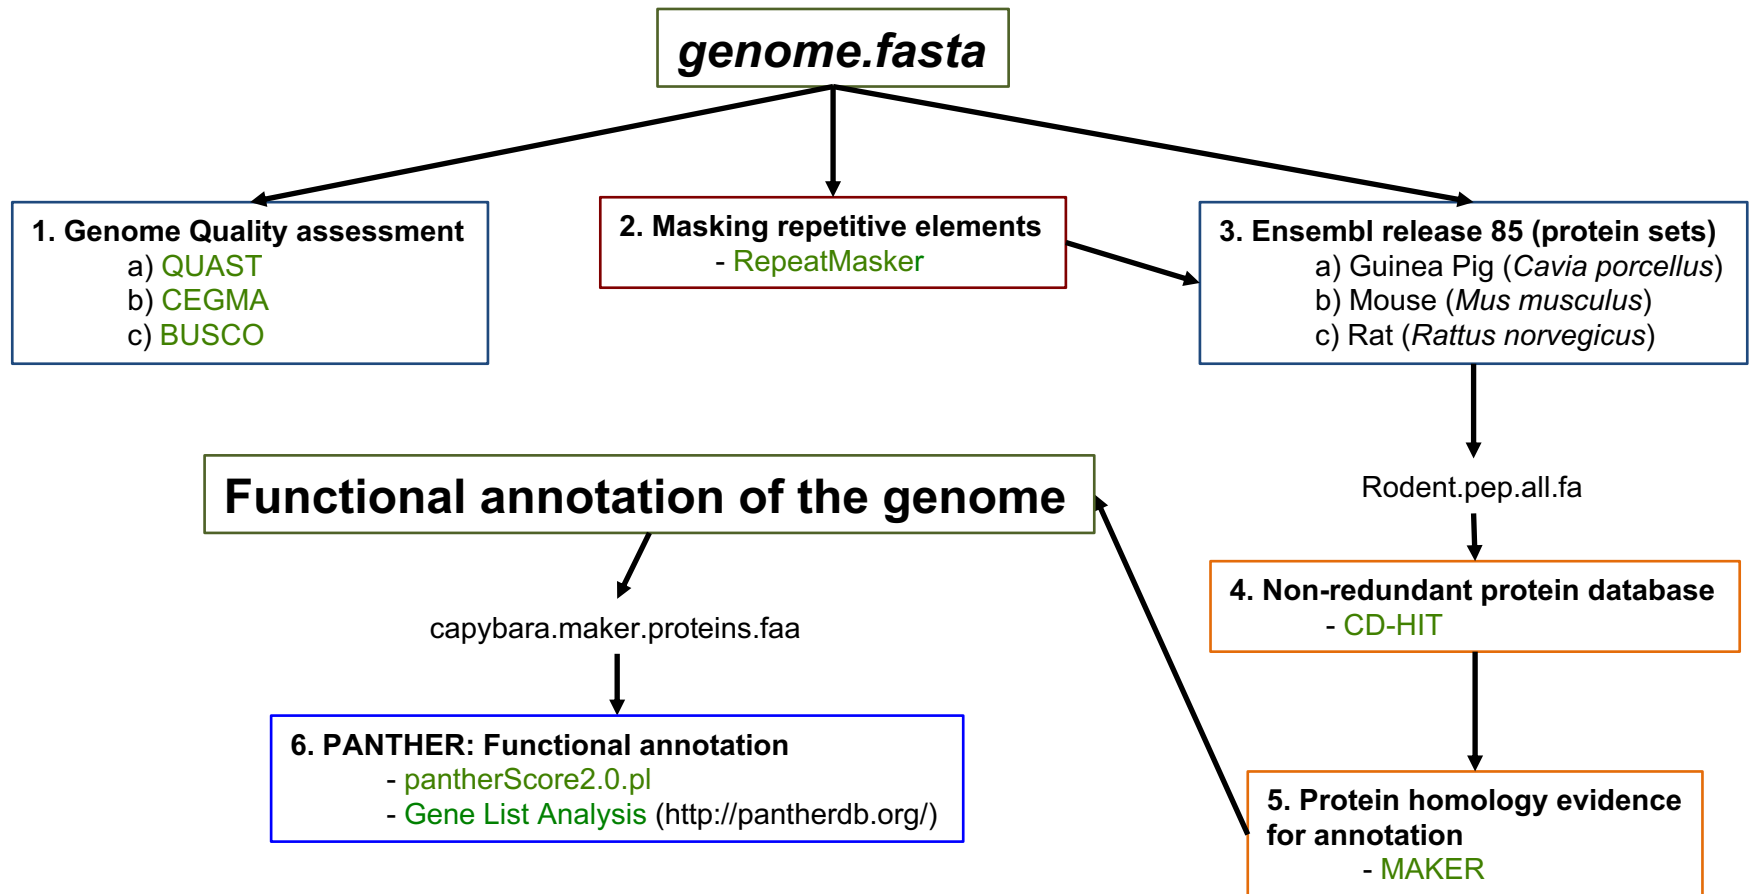 genome.fasta
1. Genome Quality assessment
a) QUAST
b) CEGMA
c) BUSCO
2. Masking repetitive elements
- RepeatMasker
3. Ensembl release 85 (protein sets)
a) Guinea Pig (Cavia porcellus)
b) Mouse (Mus musculus)
c) Rat (Rattus norvegicus)
Rodent.pep.all.fa
4. Non-redundant protein database
- CD-HIT
5. Protein homology evidence
for annotation
- MAKER
Functional annotation of the genome
capybara.maker.proteins.faa
6. PANTHER: Functional annotation
- pantherScore2.0.pl
- Gene List Analysis (http://pantherdb.org/)